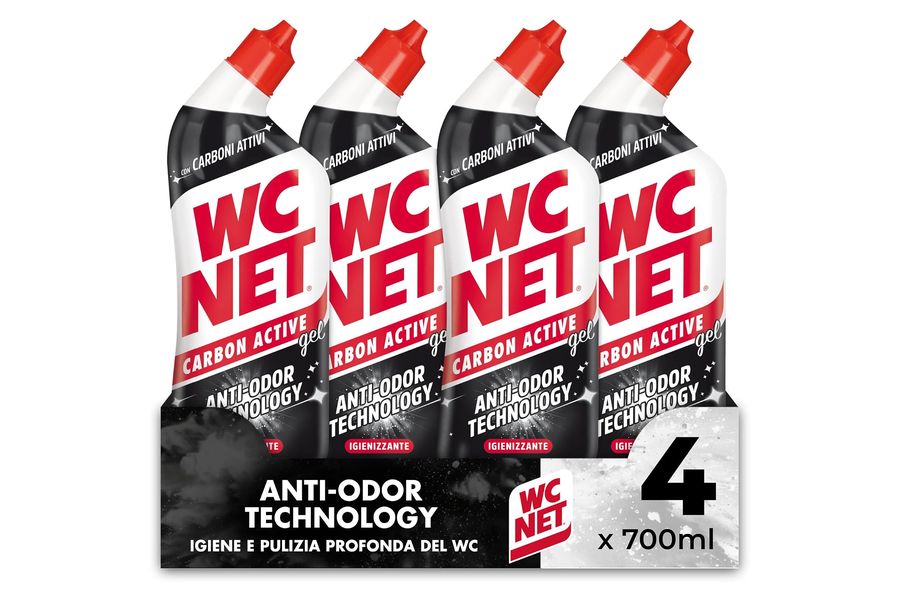 CON CARBONI ATTIVI
WC
NET®
CARBON ACTIVE
gel
ANTI-ODOR
TECHNOLOGY
CARBONI ATTIVI
WC
NET®
CARBON ACTIVE
gel
ANTI-ODOR
TECHNOLOGY
IGIENIZZANTE
CON CARBONI ATTIVI
WC
NET®
CARBON ACTIVE
gel
ANTI-ODOR
TECHNOLOGY
IGIENIZZANTE
CARBONI ATTIVI
WC
NET®
CARBON ACTIVE
gel
ANTI-ODOR
TECHNOLOGY
ANTI-ODOR
TECHNOLOGY
IGIENE E PULIZIA PROFONDA DEL WC
WC
NET
4
x 700ml